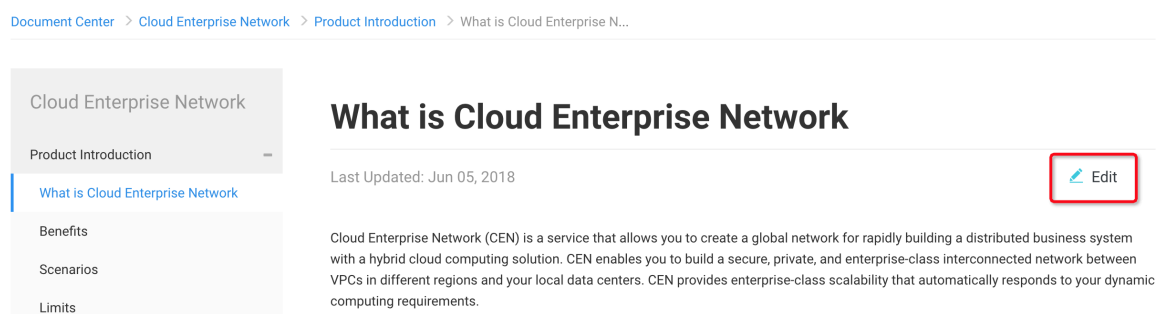 Document Center > Cloud Enterprise Network > Product Introduction > What is Cloud Enterprise N...
Cloud Enterprise Network
Product Introduction
What is Cloud Enterprise Network
Benefits
Scenarios
Limits
What is Cloud Enterprise Network
Last Updated: Jun 05, 2018
Edit
Cloud Enterprise Network (CEN) is a service that allows you to create a global network for rapidly building a distributed business system
with a hybrid cloud computing solution. CEN enables you to build a secure, private, and enterprise-class interconnected network between
VPCs in different regions and your local data centers. CEN provides enterprise-class scalability that automatically responds to your dynamic
computing requirements.